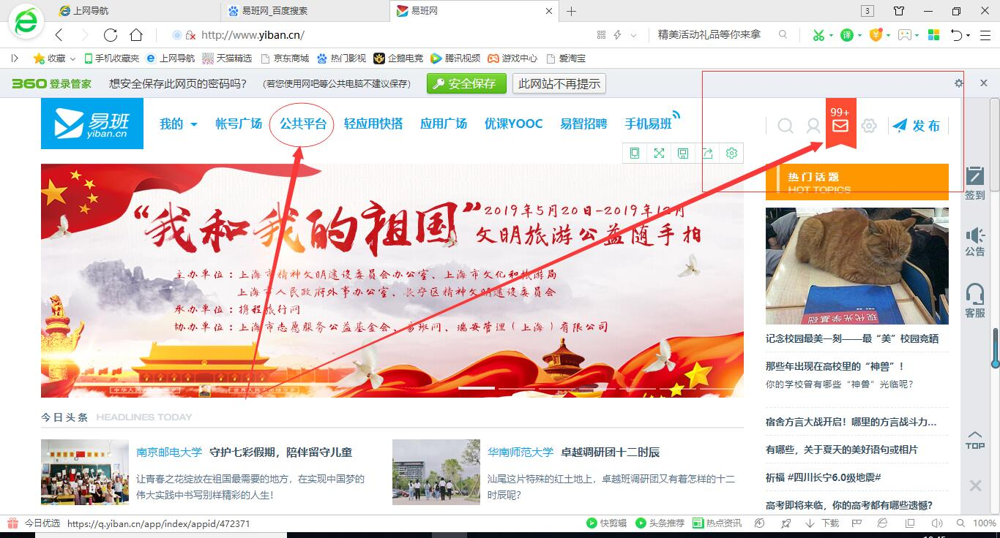 上网导航
易班网_百度搜索
易班网
3
http://www.yiban.cn/
精美活动礼品等你来拿
译
收藏
手机收藏夹
上网导航
天猫精选
京东商城
热门影视
企鹅电竞
腾讯视频
游戏中心
爱淘宝
360登录管家
想安全保存此网页的密码吗?
(若您使用网吧等公共电脑不建议保存)
安全保存
此网站不再提示
易班
yiban.cn
我的
帐号广场
公共平台
轻应用快搭
应用广场
优课YOOC
易智招聘
手机易班
99+
发布
热门话题
HOT TOPICS
签到
公告
客服
TOP
“我和我的祖国”
2019年5月20日-2019年12月
文明旅游公益随手拍
主办单位:上海市精神文明建设委员会办公室、上海市文化和旅游局
上海市人民政府外事办公室、长宁区精神文明建设委员会
承办单位:携程旅行网
协办单位:上海市志愿服务公益基金会、易班网、瑞安管理(上海)有限公司
现代光学基础
记念校园最美一刻——最“美”校园竞晒
那些年出现在高校里的“神兽”!
你的学校曾有哪些“神兽”光临呢?
宿舍方言大战开启!哪里的方言战斗力...
有哪些,关于夏天的美好语句或相片
祈福 #四川长宁6.0级地震#
高考即将来临,你的高考都有哪些遗憾?
今日头条 HEADLINES TODAY
南京邮电大学 守护七彩假期,陪伴留守儿童
让青春之花绽放在祖国最需要的地方,在实现中国梦的
伟大实践中书写别样精彩的人生!
华南师范大学 卓越调研团十二时辰
汕尾这片特殊的红土地上,卓越班调研团又有着怎样的十二
时辰呢?
今日优选
https://q.yiban.cn/app/index/appid/472371
快剪辑
头条推荐
热点资讯
下载
100%